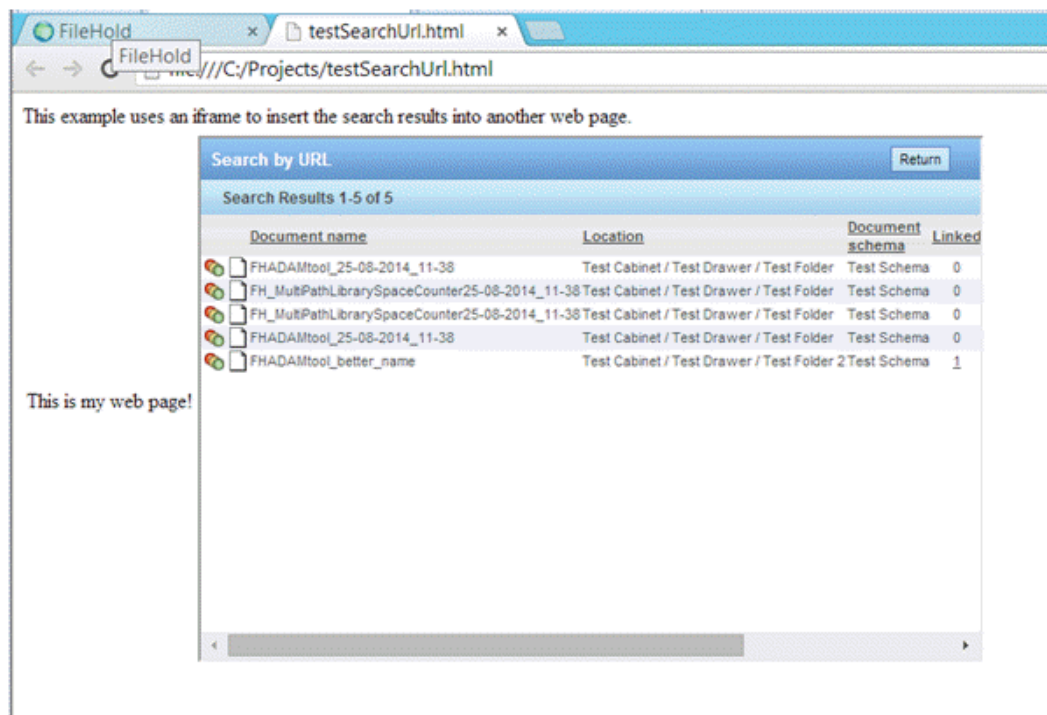 FileHold × testSearchUrl.html ×
FileHold
///C:/Projects/testSearchUrl.html
This example uses an iframe to insert the search results into another web page.
Search by URL Return
Search Results 1-5 of 5
Document name Location Document schema Linked
FHADAMtool_25-08-2014_11-38 Test Cabinet / Test Drawer / Test Folder Test Schema 0
FH_MultiPathLibrarySpaceCounter25-08-2014_11-38 Test Cabinet / Test Drawer / Test Folder Test Schema 0
FH_MultiPathLibrarySpaceCounter25-08-2014_11-38 Test Cabinet / Test Drawer / Test Folder Test Schema 0
FHADAMtool_25-08-2014_11-38 Test Cabinet / Test Drawer / Test Folder Test Schema 0
FHADAMtool_better_name Test Cabinet / Test Drawer / Test Folder 2 Test Schema 1
This is my web page!